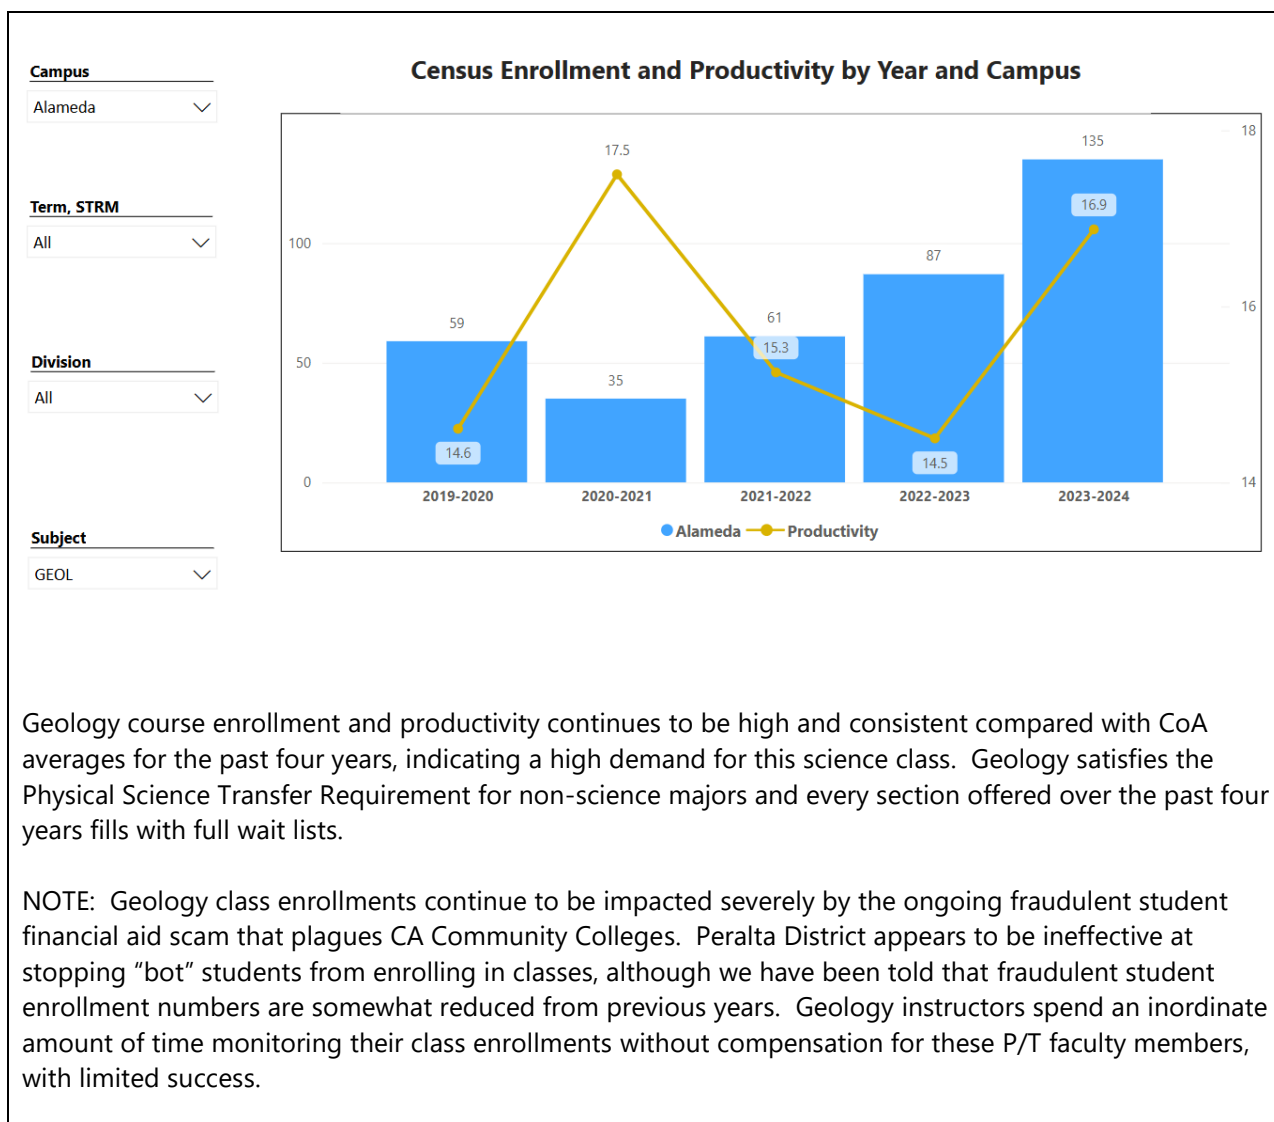 Census Enrollment and Productivity by Year and Campus
Campus
Alameda
Term, STRM
All
Division
All
Subject
GEOL
18
16
14
100
50
0
59
35
61
87
135
14.6
17.5
15.3
14.5
16.9
2019-2020
2020-2021
2021-2022
2022-2023
2023-2024
Alameda
Productivity
Geology course enrollment and productivity continues to be high and consistent compared with CoA
averages for the past four years, indicating a high demand for this science class.  Geology satisfies the
Physical Science Transfer Requirement for non-science majors and every section offered over the past four
years fills with full wait lists.
NOTE:  Geology class enrollments continue to be impacted severely by the ongoing fraudulent student
financial aid scam that plagues CA Community Colleges.  Peralta District appears to be ineffective at
stopping “bot” students from enrolling in classes, although we have been told that fraudulent student
enrollment numbers are somewhat reduced from previous years.  Geology instructors spend an inordinate
amount of time monitoring their class enrollments without compensation for these P/T faculty members,
with limited success.